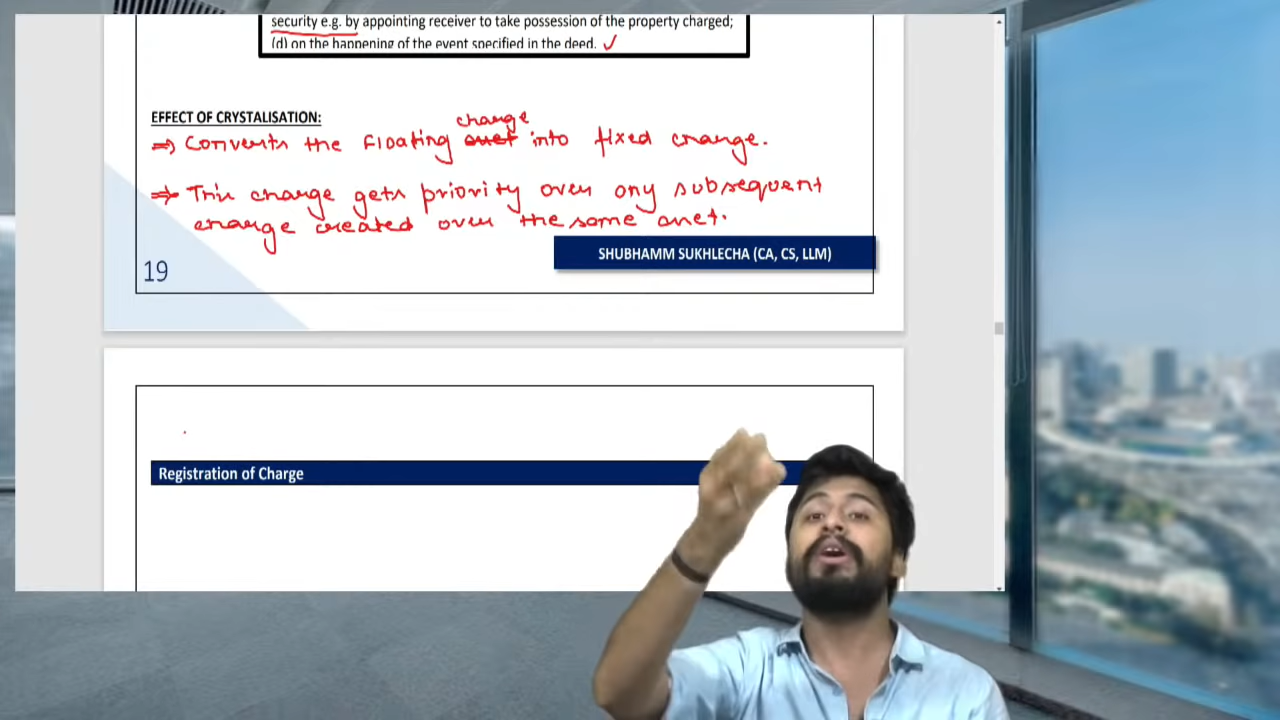 security e.g. by appointing receiver to take possession of the property charged;
(d) on the happening of the event specified in the deed. ✓
EFFECT OF CRYSTALISATION:
charge
⇒ Converts the Floating asset into fixed charge.
⇒ This charge gets priority over any subsequent
charge created over the same asset.
SHUBHAMM SUKHLECHA (CA, CS, LLM)
19
Registration of Charge